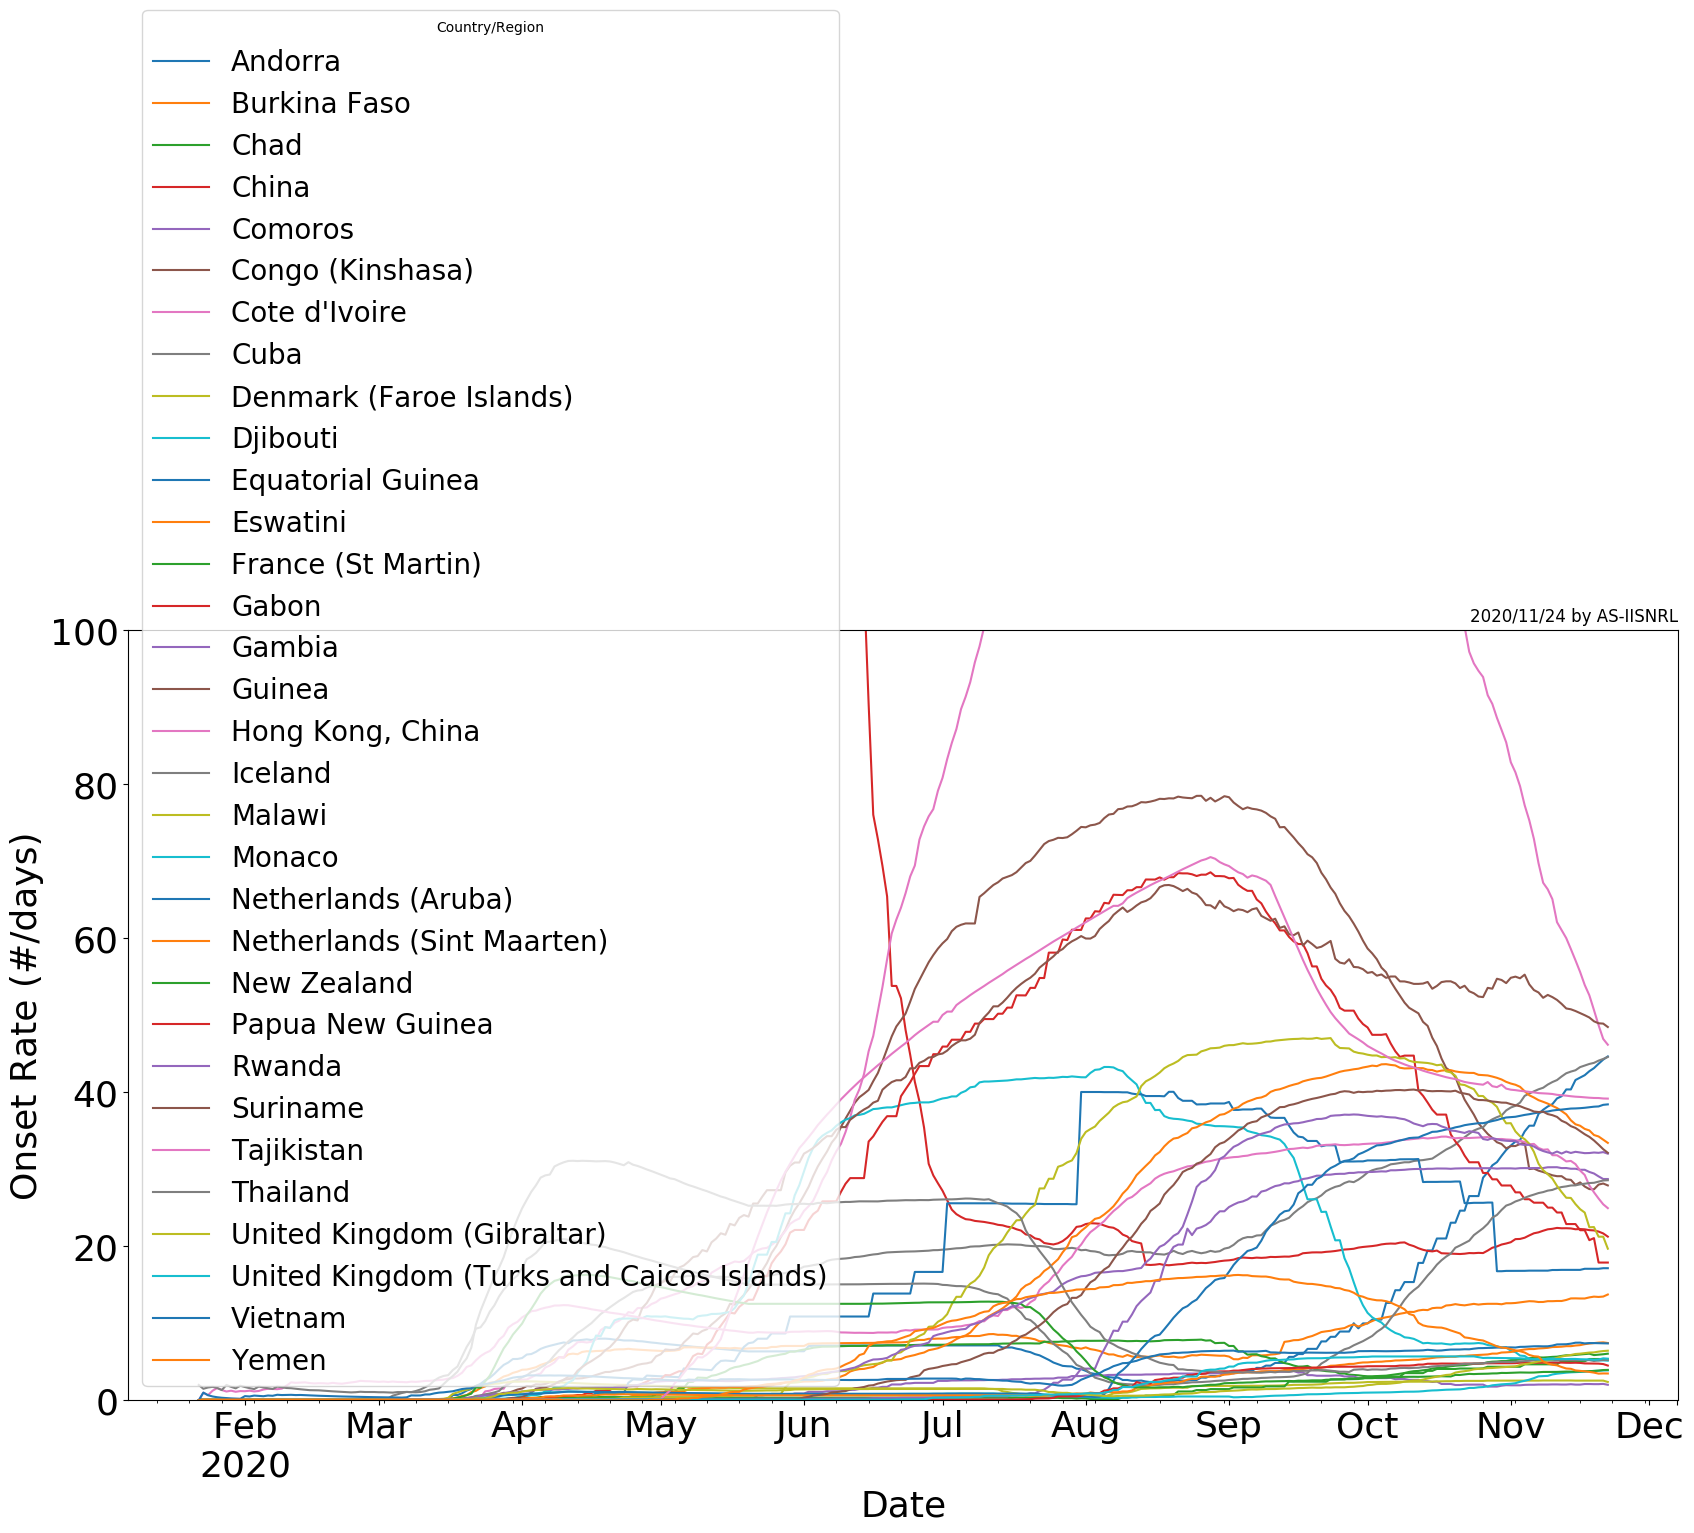 Country/Region
Andorra
Burkina Faso
Chad
China
Comoros
Congo (Kinshasa)
Cote d'Ivoire
Cuba
Denmark (Faroe Islands)
Djibouti
Equatorial Guinea
Eswatini
France (St Martin)
Gabon
Gambia
Guinea
Hong Kong, China
Iceland
Malawi
Monaco
Netherlands (Aruba)
Netherlands (Sint Maarten)
New Zealand
Papua New Guinea
Rwanda
Suriname
Tajikistan
Thailand
United Kingdom (Gibraltar)
United Kingdom (Turks and Caicos Islands)
Vietnam
Yemen
2020/11/24 by AS-IISNRL
100
80
60
40
20
0
Onset Rate (#/days)
Feb Mar Apr May Jun Jul Aug Sep Oct Nov Dec
2020
Date